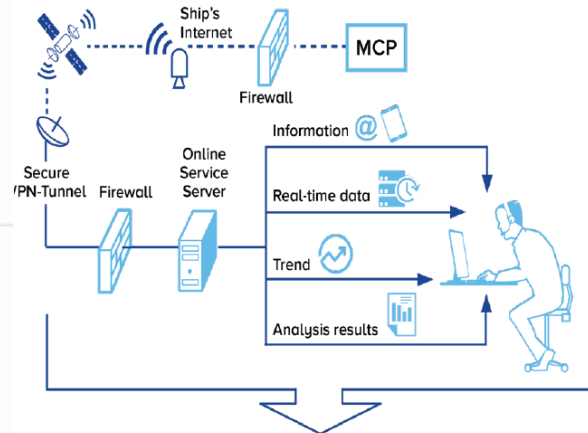 Ship's
Internet
MCP
Firewall
Secure
VPN-Tunnel
Firewall
Online
Service
Server
Information
@
Real-time data
Trend
Analysis results